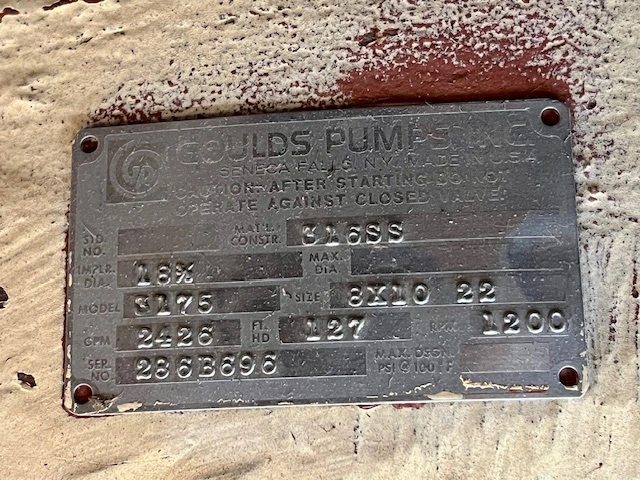 GOULDS PUMPS, INC.
SENECA FALLS, N.Y. MADE IN U.S.A.
CAUTION: AFTER STARTING DO NOT
OPERATE AGAINST CLOSED VALVE
STD. NO. MAT'L. CONSTR. 316SS
IMPLR. DIA. 18⅞ MAX. DIA
MODEL 3175 SIZE 8X10 22
GPM 2426 FT. HD 127 RPM 1200
SER. NO. 286B696 MAX. DSGN. PSI @ 100°F